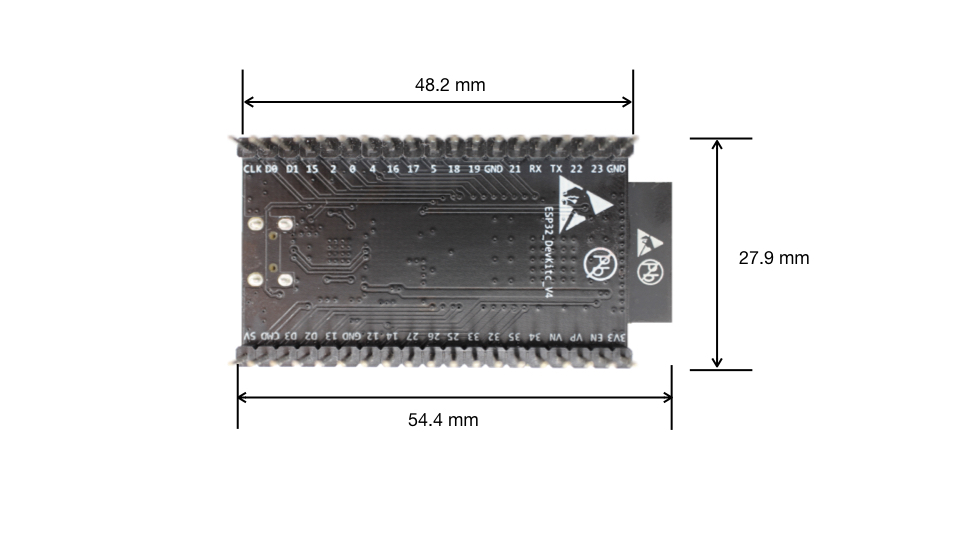 48.2 mm
CLK D0 D1 15 2 0 4 16 17 5 18 19 GND 21 RX TX 22 23 GND
ESP32_DevKitc_V4
Pb
Pb
27.9 mm
5V CMD D3 D2 13 GND 12 14 27 26 25 33 32 35 34 VN VP EN 3V3
54.4 mm